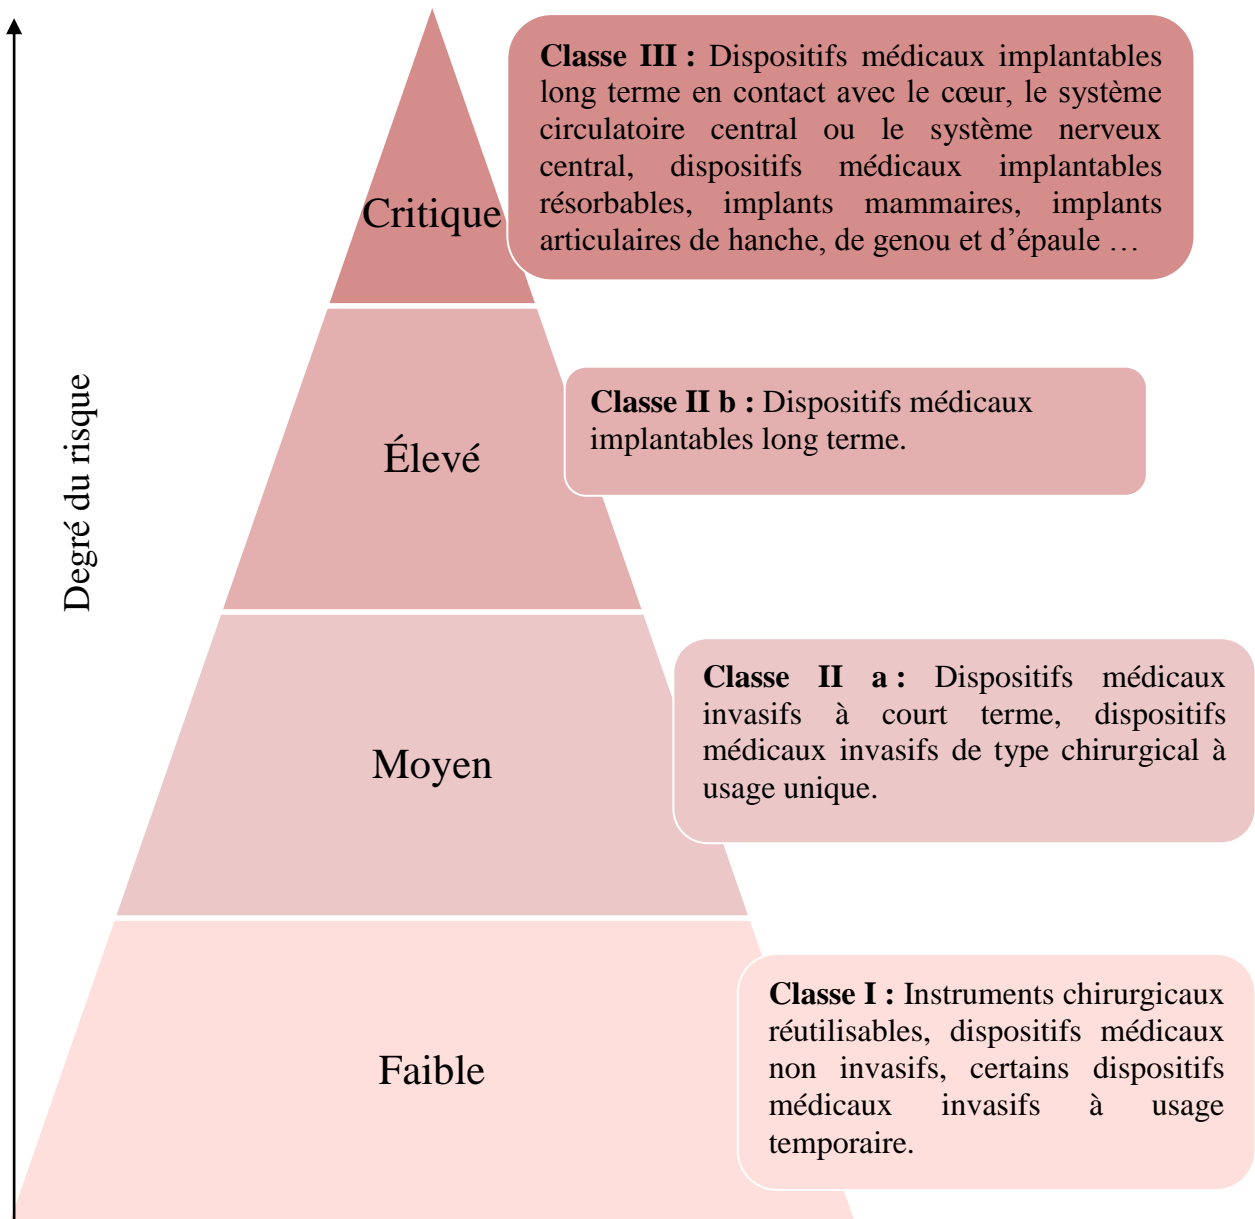 Degré du risque
Critique
Classe III : Dispositifs médicaux implantables
long terme en contact avec le cœur, le système
circulatoire central ou le système nerveux
central, dispositifs médicaux implantables
résorbables, implants mammaires, implants
articulaires de hanche, de genou et d’épaule …
Élevé
Classe II b : Dispositifs médicaux
implantables long terme.
Moyen
Classe II a : Dispositifs médicaux
invasifs à court terme, dispositifs
médicaux invasifs de type chirurgical à
usage unique.
Faible
Classe I : Instruments chirurgicaux
réutilisables, dispositifs médicaux
non invasifs, certains dispositifs
médicaux invasifs à usage
temporaire.